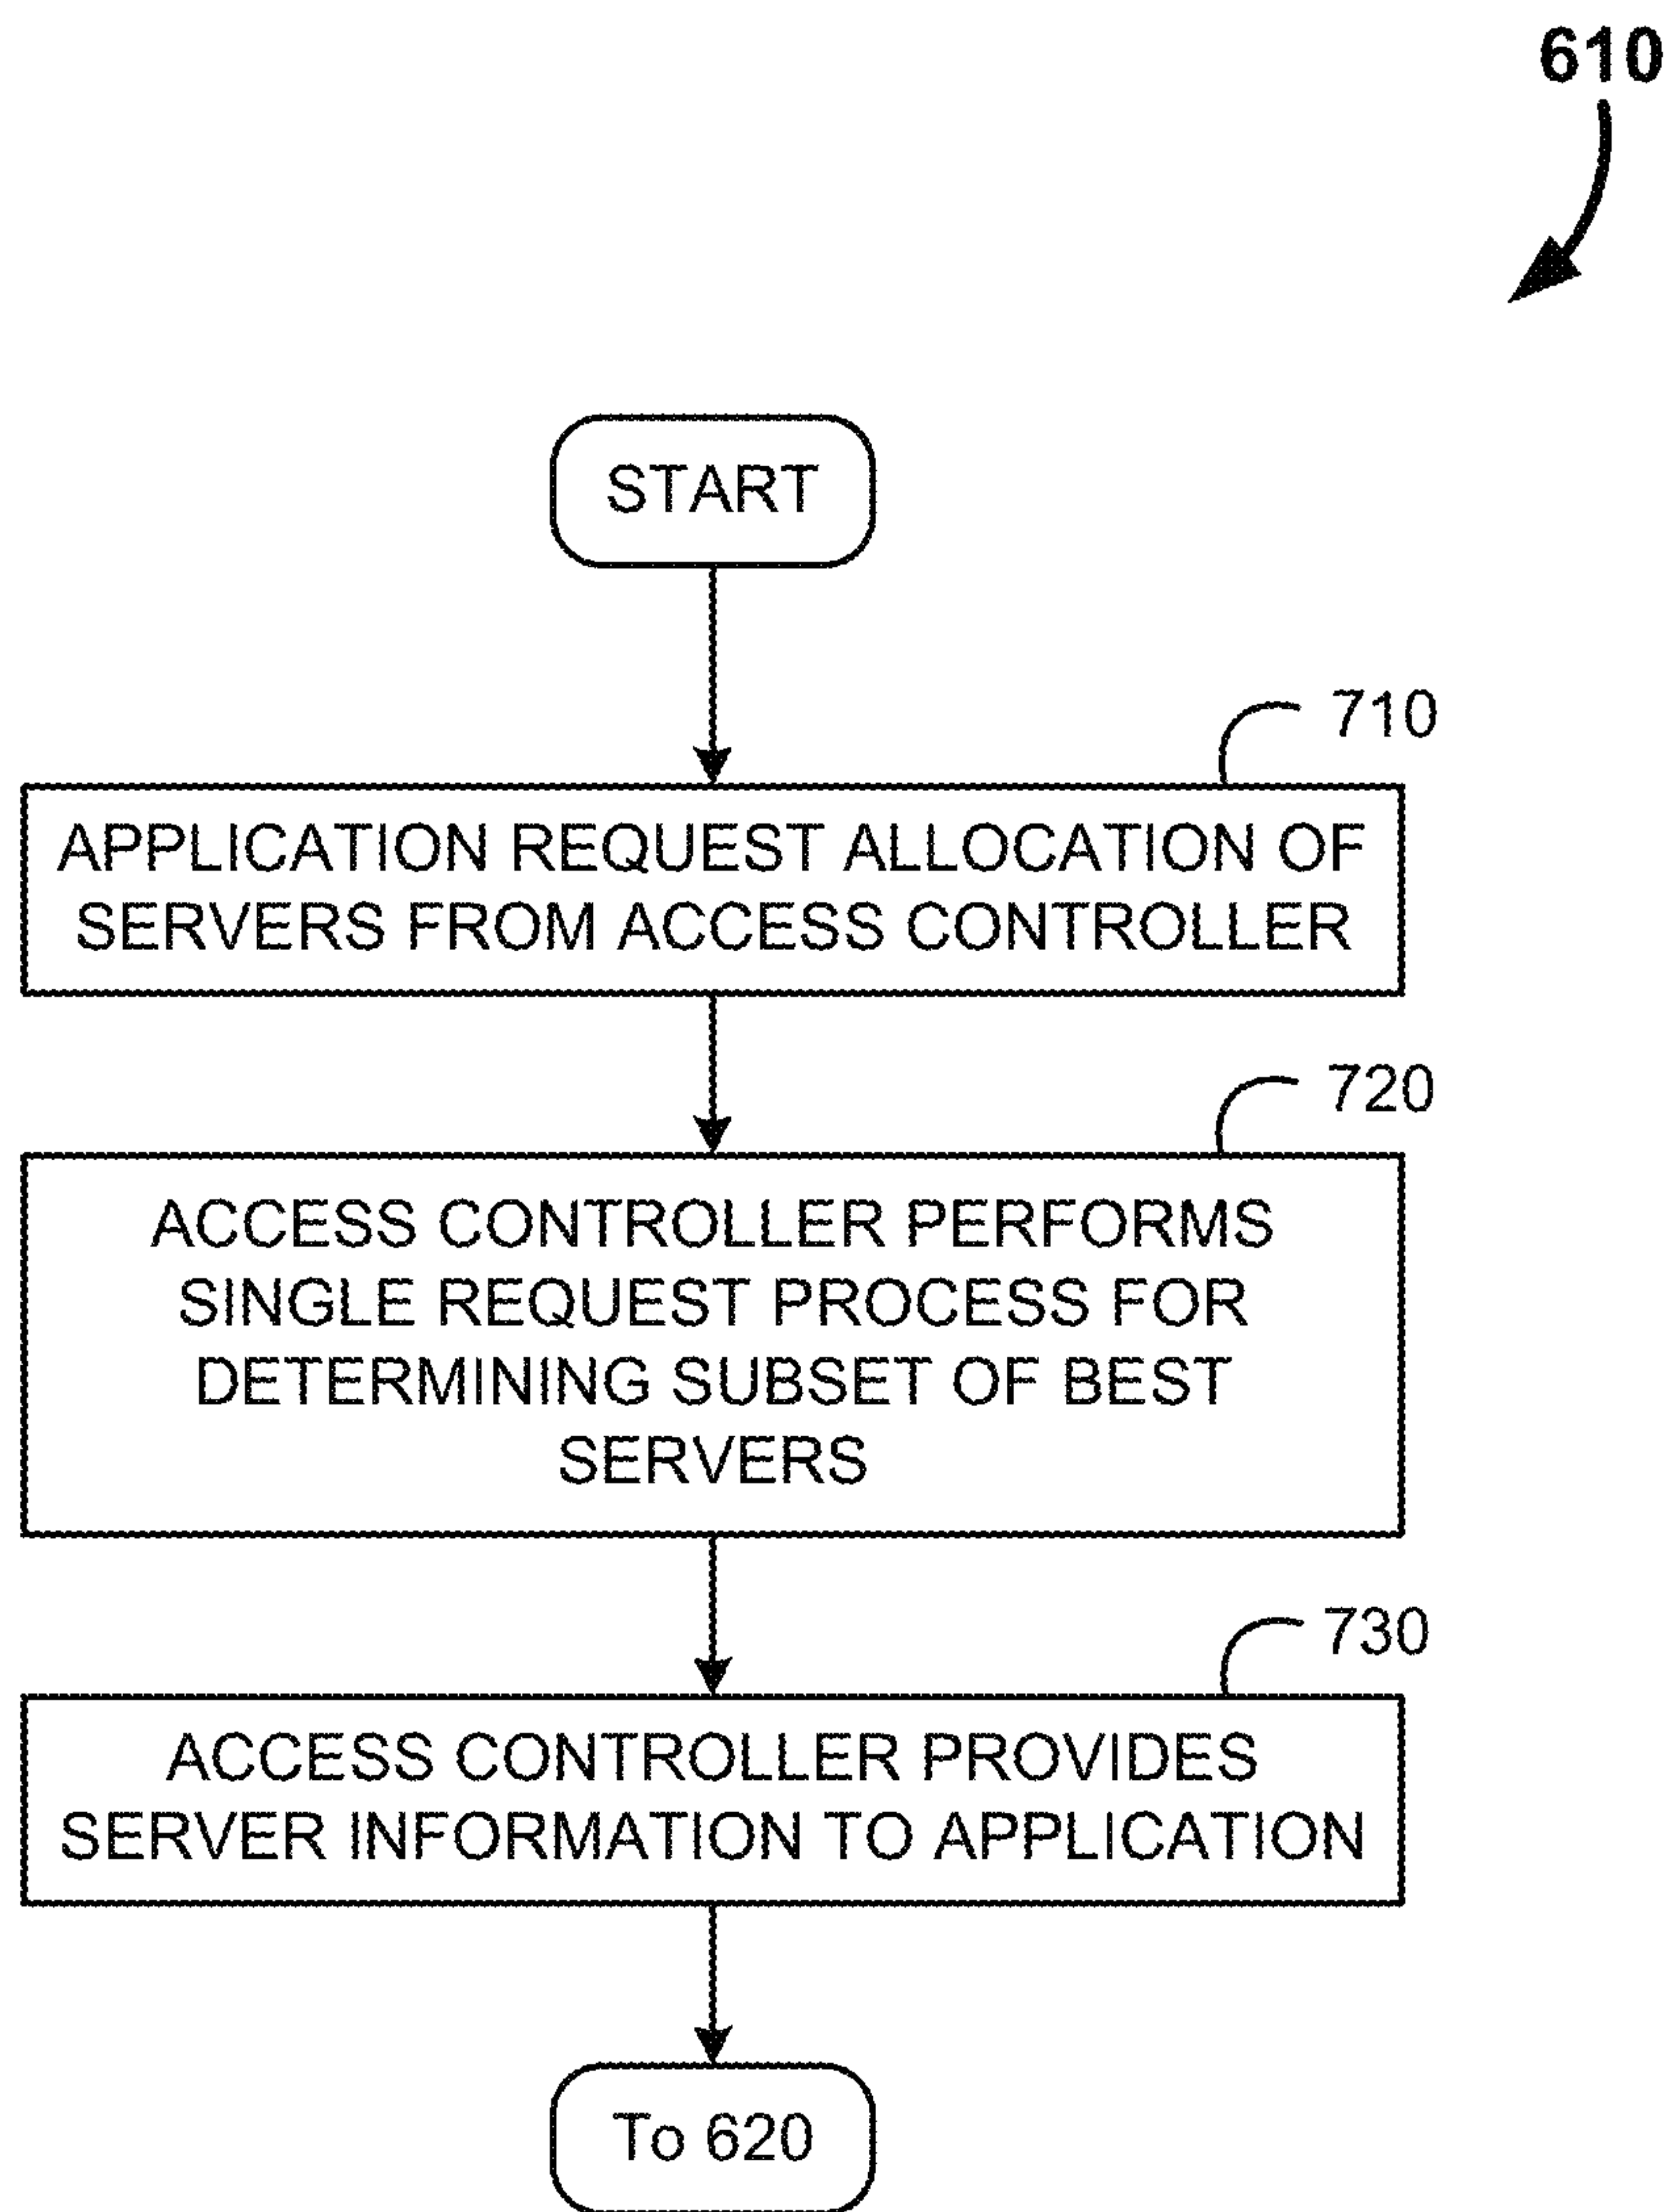 610
START
710
APPLICATION REQUEST ALLOCATION OF
SERVERS FROM ACCESS CONTROLLER
720
ACCESS CONTROLLER PERFORMS
SINGLE REQUEST PROCESS FOR
DETERMINING SUBSET OF BEST
SERVERS
730
ACCESS CONTROLLER PROVIDES
SERVER INFORMATION TO APPLICATION
To 620